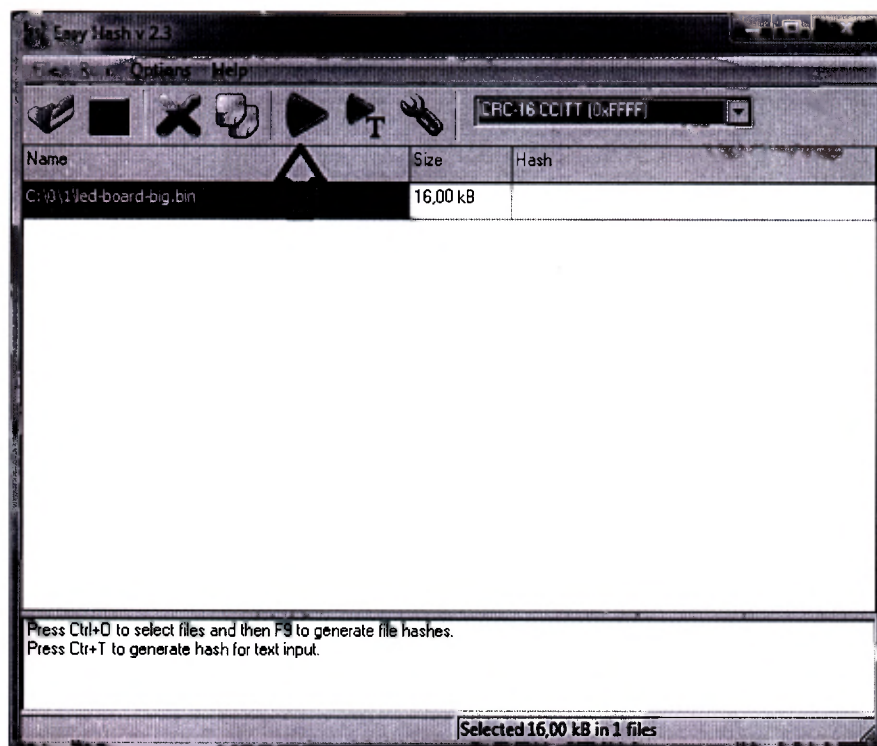 Easy Hash v 2.3
Options Help
CRC-16 CCITT (0xFFFF)
T
Name Size Hash
C:\0\1\led-board-big.bin 16,00 kB
Press Ctrl+O to select files and then F9 to generate file hashes.
Press Ctr+T to generate hash for text input.
Selected 16,00 kB in 1 files